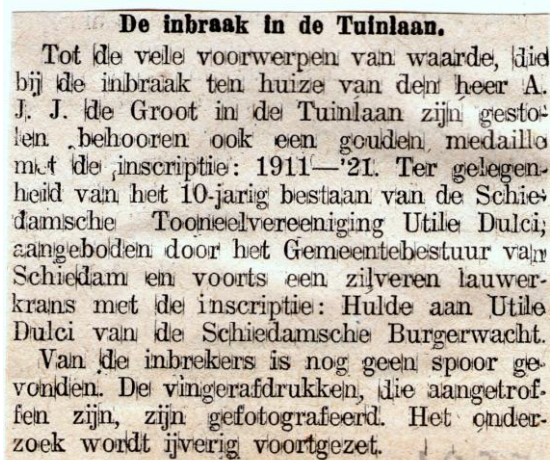 De inbraak in de Tuinlaan.
Tot de vele voorwerpen van waarde, die
bij de inbraak ten huize van den heer A.
J. J. de Groot in de Tuinlaan zijn gesto-
len behooren ook een gouden medaille
met de inscriptie: 1911—'21. Ter gelegen-
heid van het 10-jarig bestaan van de Schie-
damsche Tooneelvereeniging Utile Dulci,
aangeboden door het Gemeentebestuur van
Schiedam en voorts een zilveren lauwer-
krans met de inscriptie: Hulde aan Utile
Dulci van de Schiedamsche Burgerwacht.
Van de inbrekers is nog geen spoor ge-
vonden. De vingerafdrukken, die aangetrof-
fen zijn, zijn gefotografeerd. Het onder-
zoek wordt ijverig voortgezet.